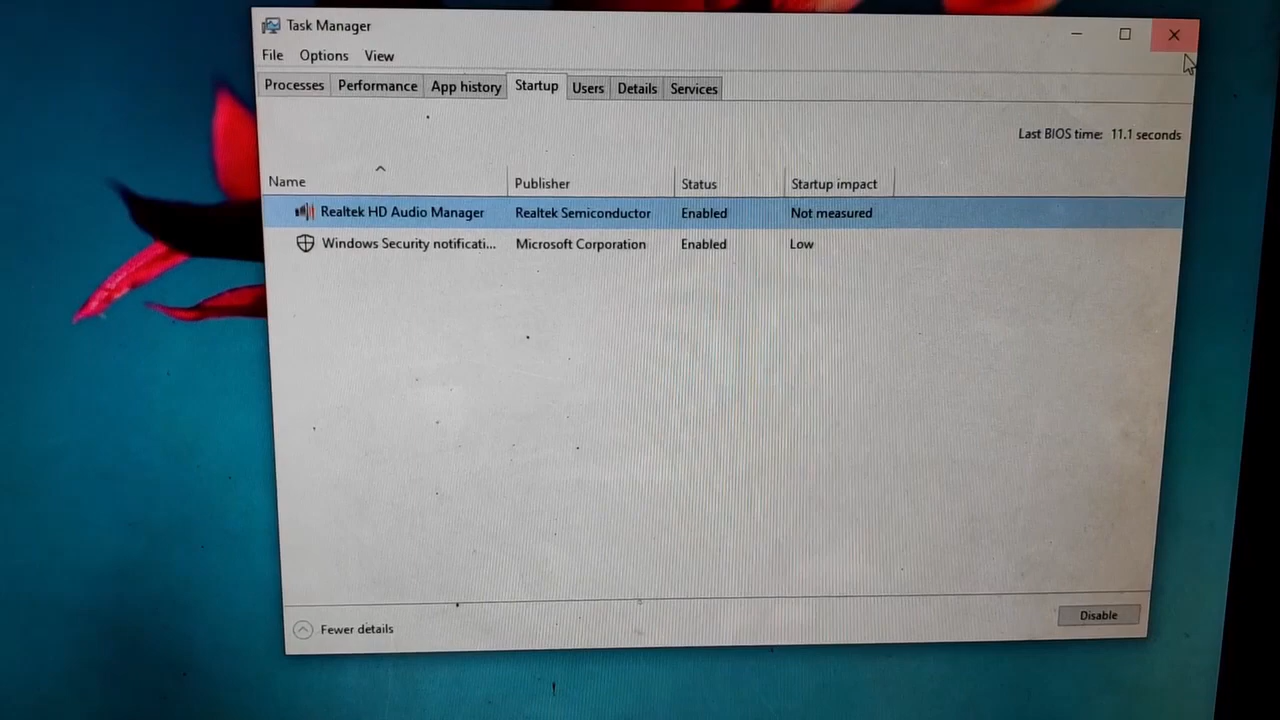 Task Manager
File Options View
Processes Performance App history Startup Users Details Services
Last BIOS time: 11.1 seconds
Name Publisher Status Startup impact
Realtek HD Audio Manager Realtek Semiconductor Enabled Not measured
Windows Security notificati... Microsoft Corporation Enabled Low
Fewer details Disable